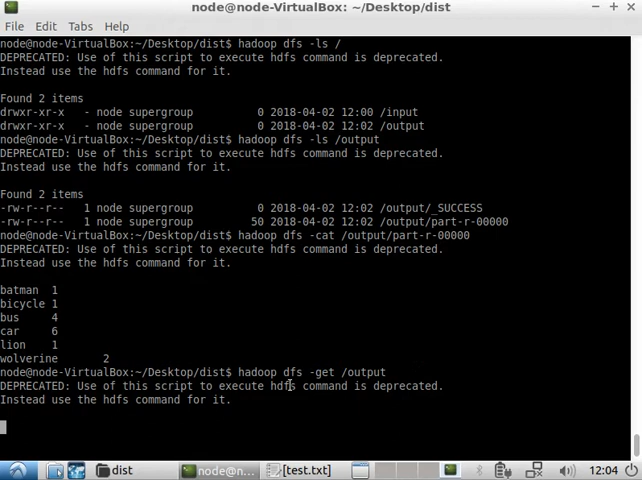 node@node-VirtualBox: ~/Desktop/dist
File Edit Tabs Help
node@node-VirtualBox:~/Desktop/dist$ hadoop dfs -ls /
DEPRECATED: Use of this script to execute hdfs command is deprecated.
Instead use the hdfs command for it.
Found 2 items
drwxr-xr-x   - node supergroup          0 2018-04-02 12:00 /input
drwxr-xr-x   - node supergroup          0 2018-04-02 12:02 /output
node@node-VirtualBox:~/Desktop/dist$ hadoop dfs -ls /output
DEPRECATED: Use of this script to execute hdfs command is deprecated.
Instead use the hdfs command for it.
Found 2 items
-rw-r--r--   1 node supergroup          0 2018-04-02 12:02 /output/_SUCCESS
-rw-r--r--   1 node supergroup         50 2018-04-02 12:02 /output/part-r-00000
node@node-VirtualBox:~/Desktop/dist$ hadoop dfs -cat /output/part-r-00000
DEPRECATED: Use of this script to execute hdfs command is deprecated.
Instead use the hdfs command for it.
batman 1
bicycle 1
bus 4
car 6
lion 1
wolverine 2
node@node-VirtualBox:~/Desktop/dist$ hadoop dfs -get /output
DEPRECATED: Use of this script to execute hdfs command is deprecated.
Instead use the hdfs command for it.
dist node@n... [test.txt] 12:04